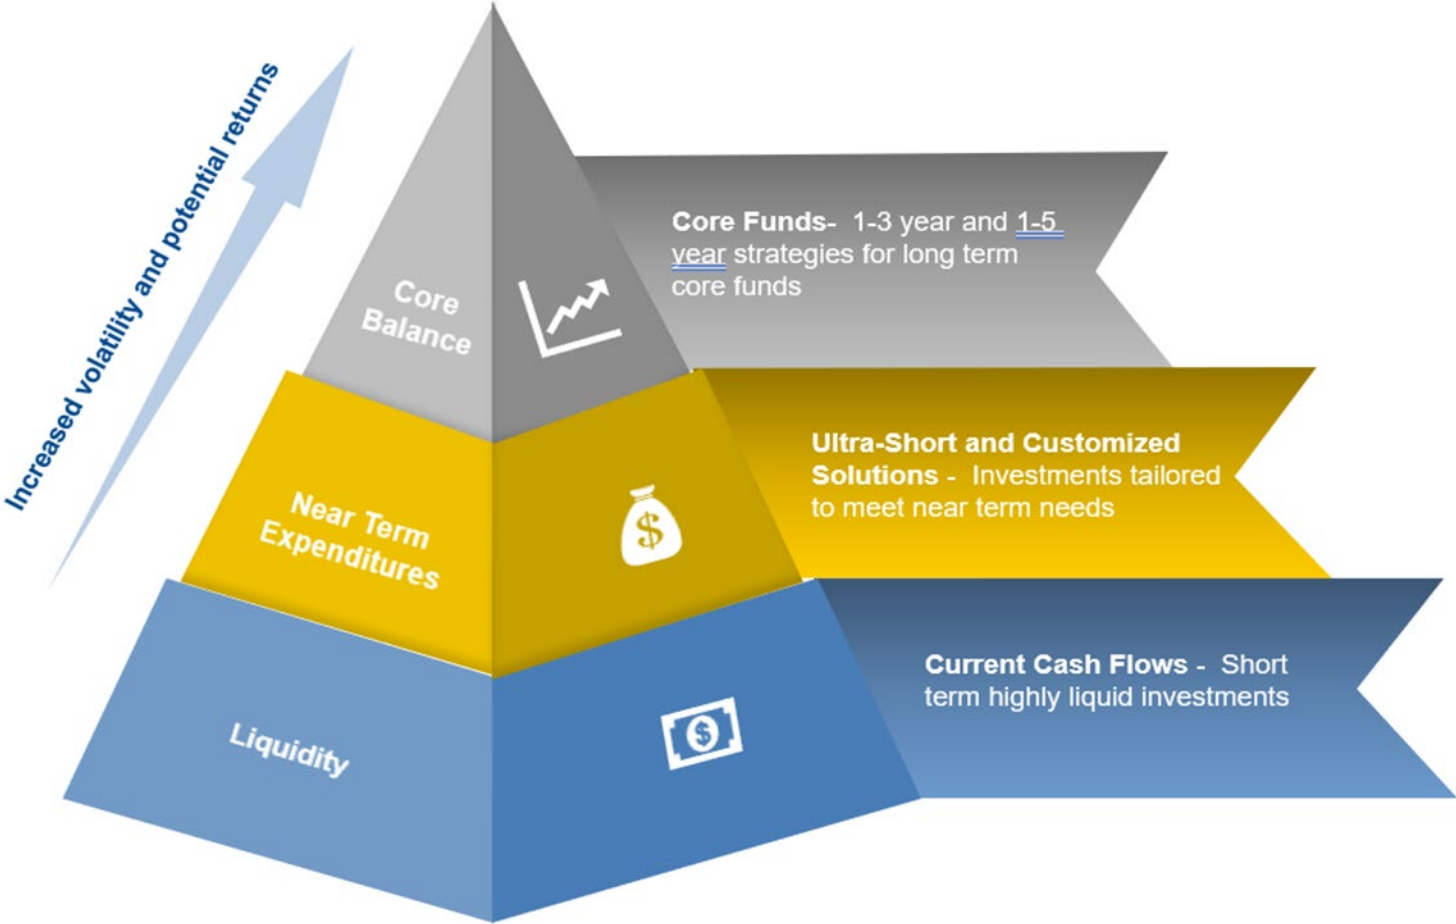 Increased volatility and potential returns
Core
Balance
Core Funds-  1-3 year and 1-5
year strategies for long term
core funds
Near Term
Expenditures
$
Ultra-Short and Customized
Solutions -  Investments tailored
to meet near term needs
Liquidity
$
Current Cash Flows -  Short
term highly liquid investments